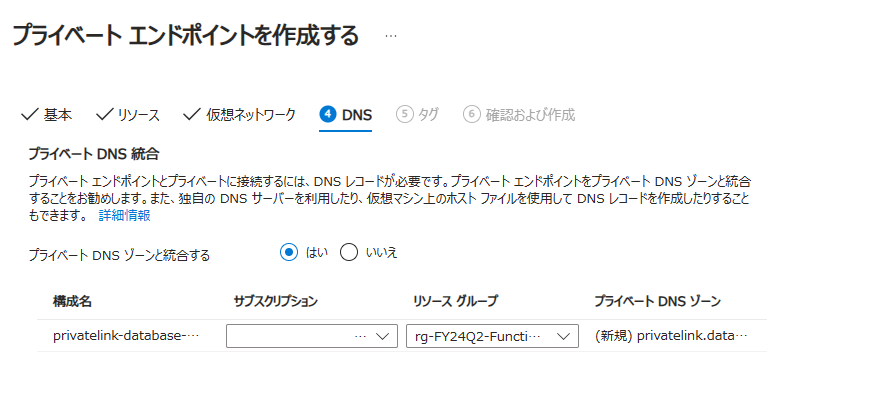 プライベート エンドポイントを作成する ...
基本 リソース 仮想ネットワーク 4 DNS 5 タグ 6 確認および作成
プライベート DNS 統合
プライベート エンドポイントとプライベートに接続するには、DNS レコードが必要です。プライベート エンドポイントをプライベート DNS ゾーンと統合
することをお勧めします。また、独自の DNS サーバーを利用したり、仮想マシン上のホスト ファイルを使用して DNS レコードを作成したりすること
もできます。 詳細情報
プライベート DNS ゾーンと統合する はい いいえ
構成名 サブスクリプション リソース グループ プライベート DNS ゾーン
privatelink-database-... ... rg-FY24Q2-Functi... (新規) privatelink.data...